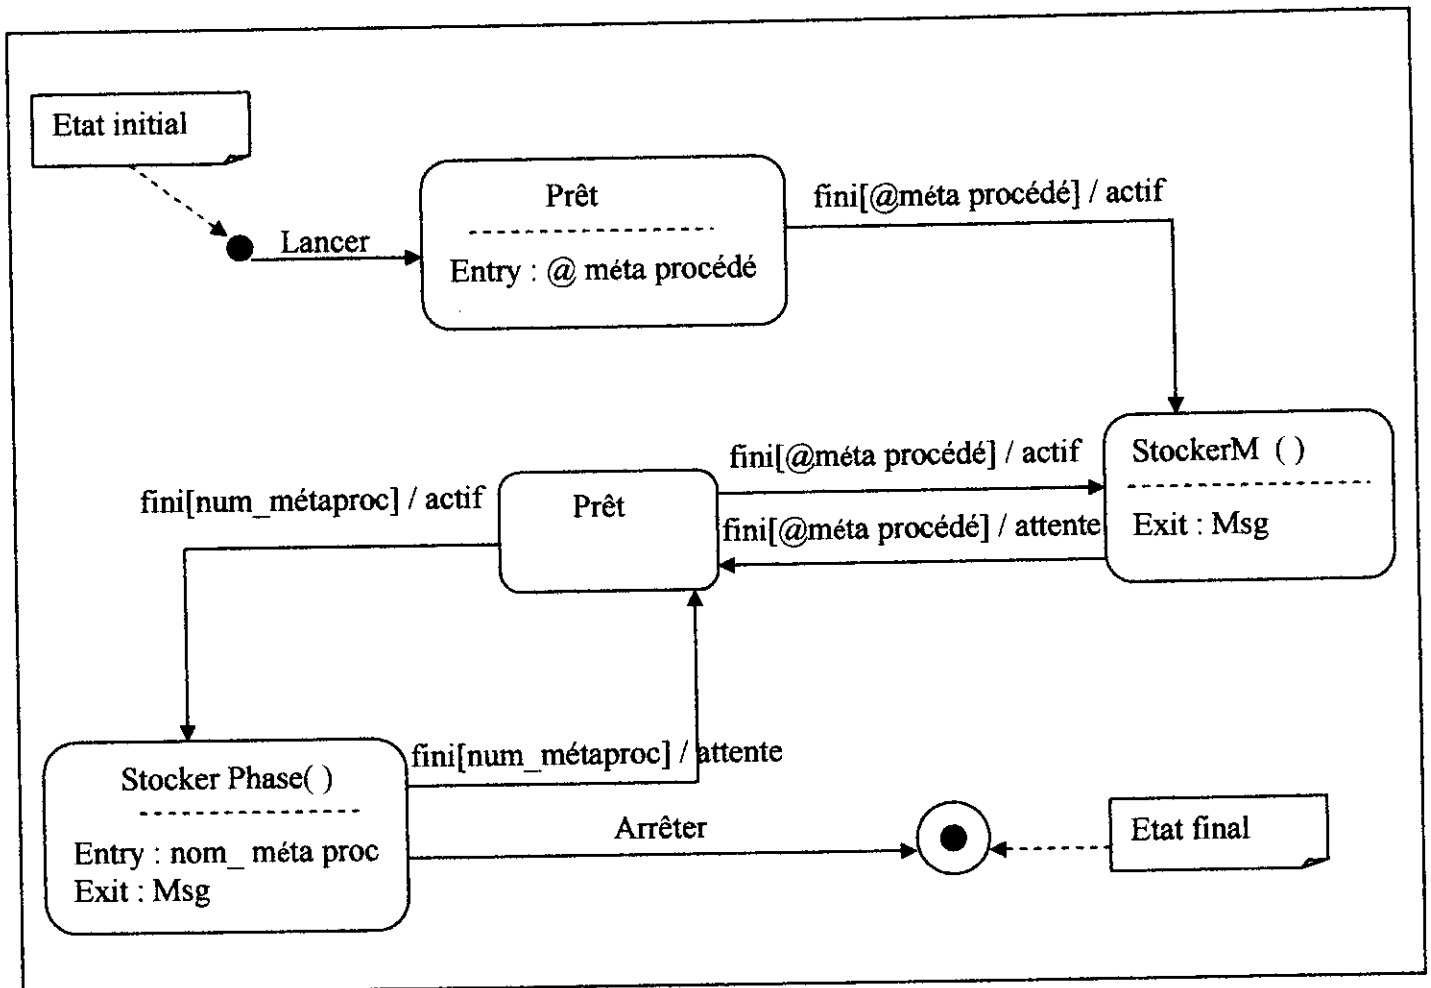 Etat initial
Prêt
fini[@méta procédé] / actif
Lancer
Entry : @ méta procédé
fini[@méta procédé] / actif
StockerM ( )
fini[num_métaproc] / actif
Prêt
fini[@méta procédé] / attente
Exit : Msg
fini[num_métaproc] / attente
Stocker Phase( )
Arrêter
Etat final
Entry : nom_ méta proc
Exit : Msg